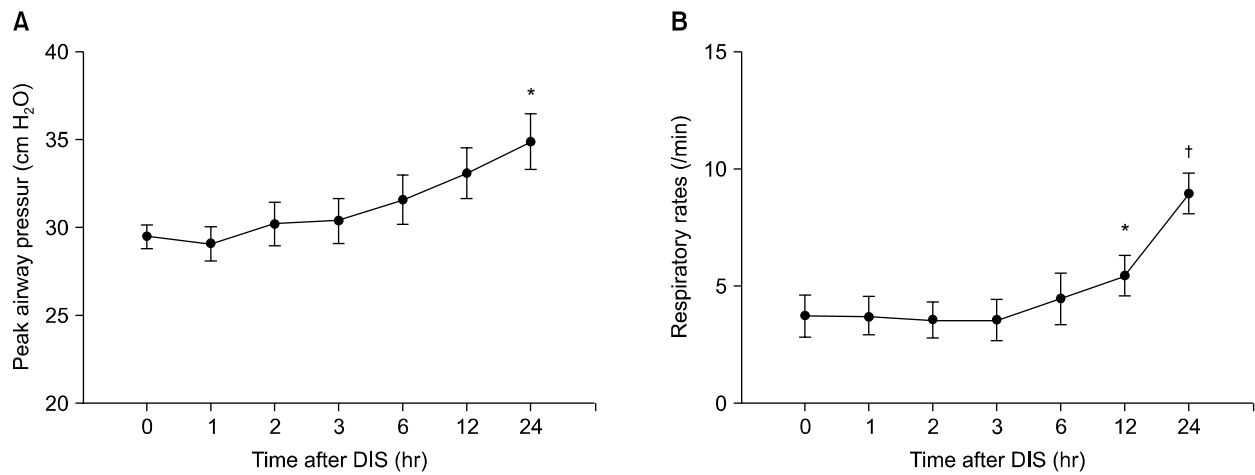 A
Peak airway pressur (cm H₂O)
40
35
30
25
20
*
0 1 2 3 6 12 24
Time after DIS (hr)
B
Respiratory rates (/min)
15
10
5
0
*
†
0 1 2 3 6 12 24
Time after DIS (hr)